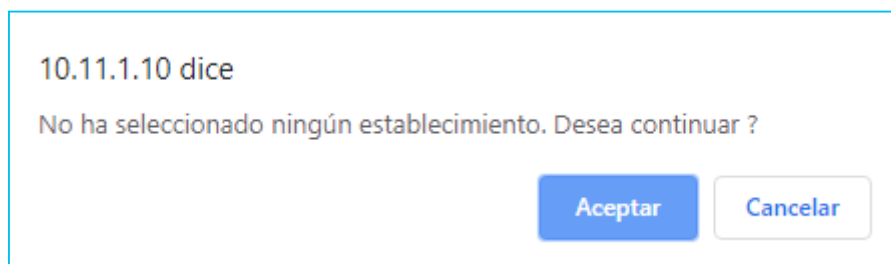 10.11.1.10 dice
No ha seleccionado ningún establecimiento. Desea continuar ?
Aceptar
Cancelar